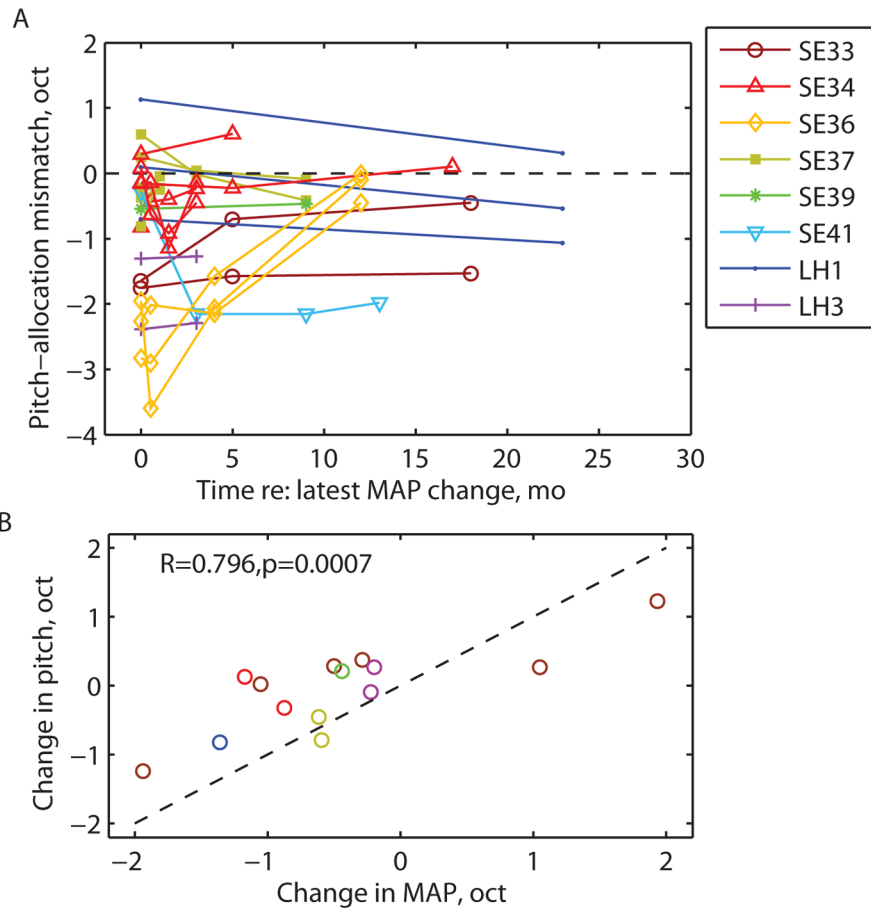 A
2
1
0
−1
−2
−3
−4
Pitch−allocation mismatch, oct
0 5 10 15 20 25 30
Time re: latest MAP change, mo
SE33
SE34
SE36
SE37
SE39
SE41
LH1
LH3
B
R=0.796,p=0.0007
2
1
0
−1
−2
Change in pitch, oct
−2 −1 0 1 2
Change in MAP, oct